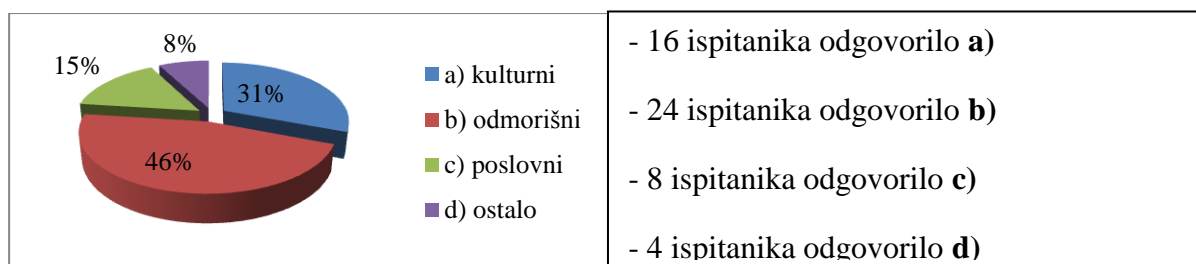 8%
15%
31%
46%
a) kulturni
b) odmorišni
c) poslovni
d) ostalo
- 16 ispitanika odgovorilo a)
- 24 ispitanika odgovorilo b)
- 8 ispitanika odgovorilo c)
- 4 ispitanika odgovorilo d)